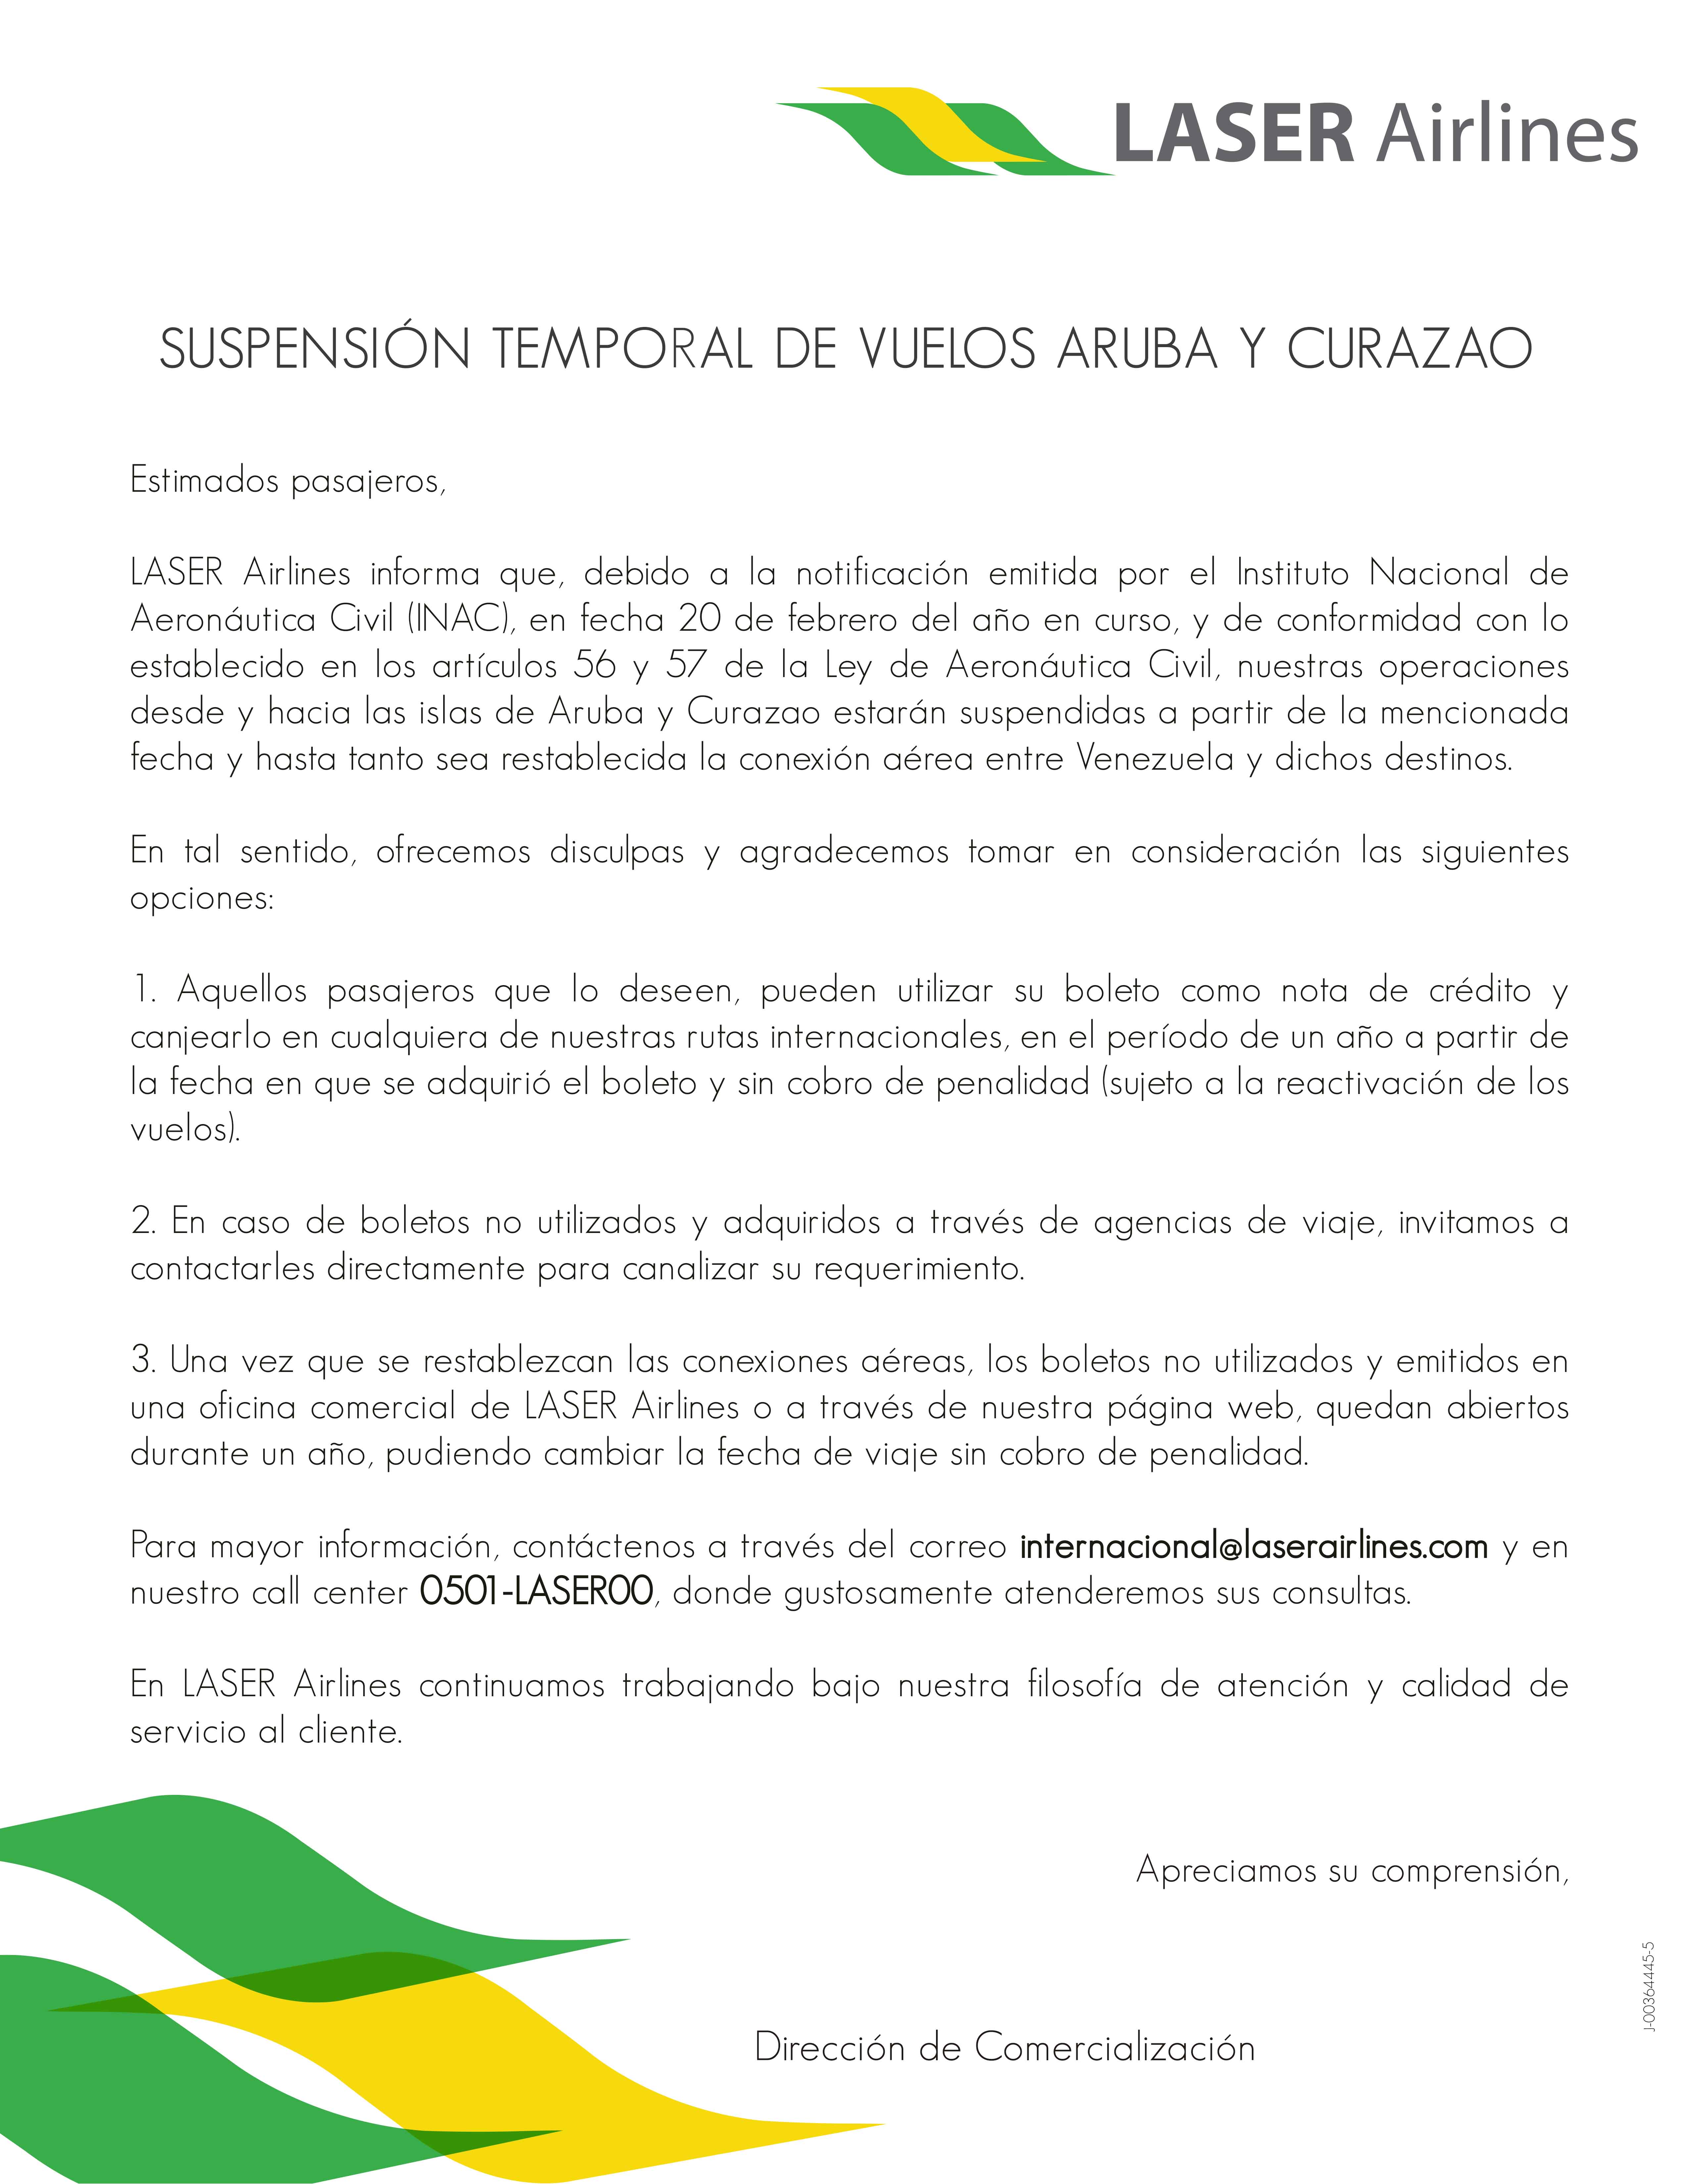 LASER Airlines
SUSPENSIÓN TEMPORAL DE VUELOS ARUBA Y CURAZAO
Estimados pasajeros,
LASER Airlines informa que, debido a la notificación emitida por el Instituto Nacional de
Aeronáutica Civil (INAC), en fecha 20 de febrero del año en curso, y de conformidad con lo
establecido en los artículos 56 y 57 de la Ley de Aeronáutica Civil, nuestras operaciones
desde y hacia las islas de Aruba y Curazao estarán suspendidas a partir de la mencionada
fecha y hasta tanto sea restablecida la conexión aérea entre Venezuela y dichos destinos.
En tal sentido, ofrecemos disculpas y agradecemos tomar en consideración las siguientes
opciones:
1. Aquellos pasajeros que lo deseen, pueden utilizar su boleto como nota de crédito y
canjearlo en cualquiera de nuestras rutas internacionales, en el período de un año a partir de
la fecha en que se adquirió el boleto y sin cobro de penalidad (sujeto a la reactivación de los
vuelos).
2. En caso de boletos no utilizados y adquiridos a través de agencias de viaje, invitamos a
contactarles directamente para canalizar su requerimiento.
3. Una vez que se restablezcan las conexiones aéreas, los boletos no utilizados y emitidos en
una oficina comercial de LASER Airlines o a través de nuestra página web, quedan abiertos
durante un año, pudiendo cambiar la fecha de viaje sin cobro de penalidad.
Para mayor información, contáctenos a través del correo internacional@laserairlines.com y en
nuestro call center 0501-LASER00, donde gustosamente atenderemos sus consultas.
En LASER Airlines continuamos trabajando bajo nuestra filosofía de atención y calidad de
servicio al cliente.
Apreciamos su comprensión,
Dirección de Comercialización
J-00364445-5